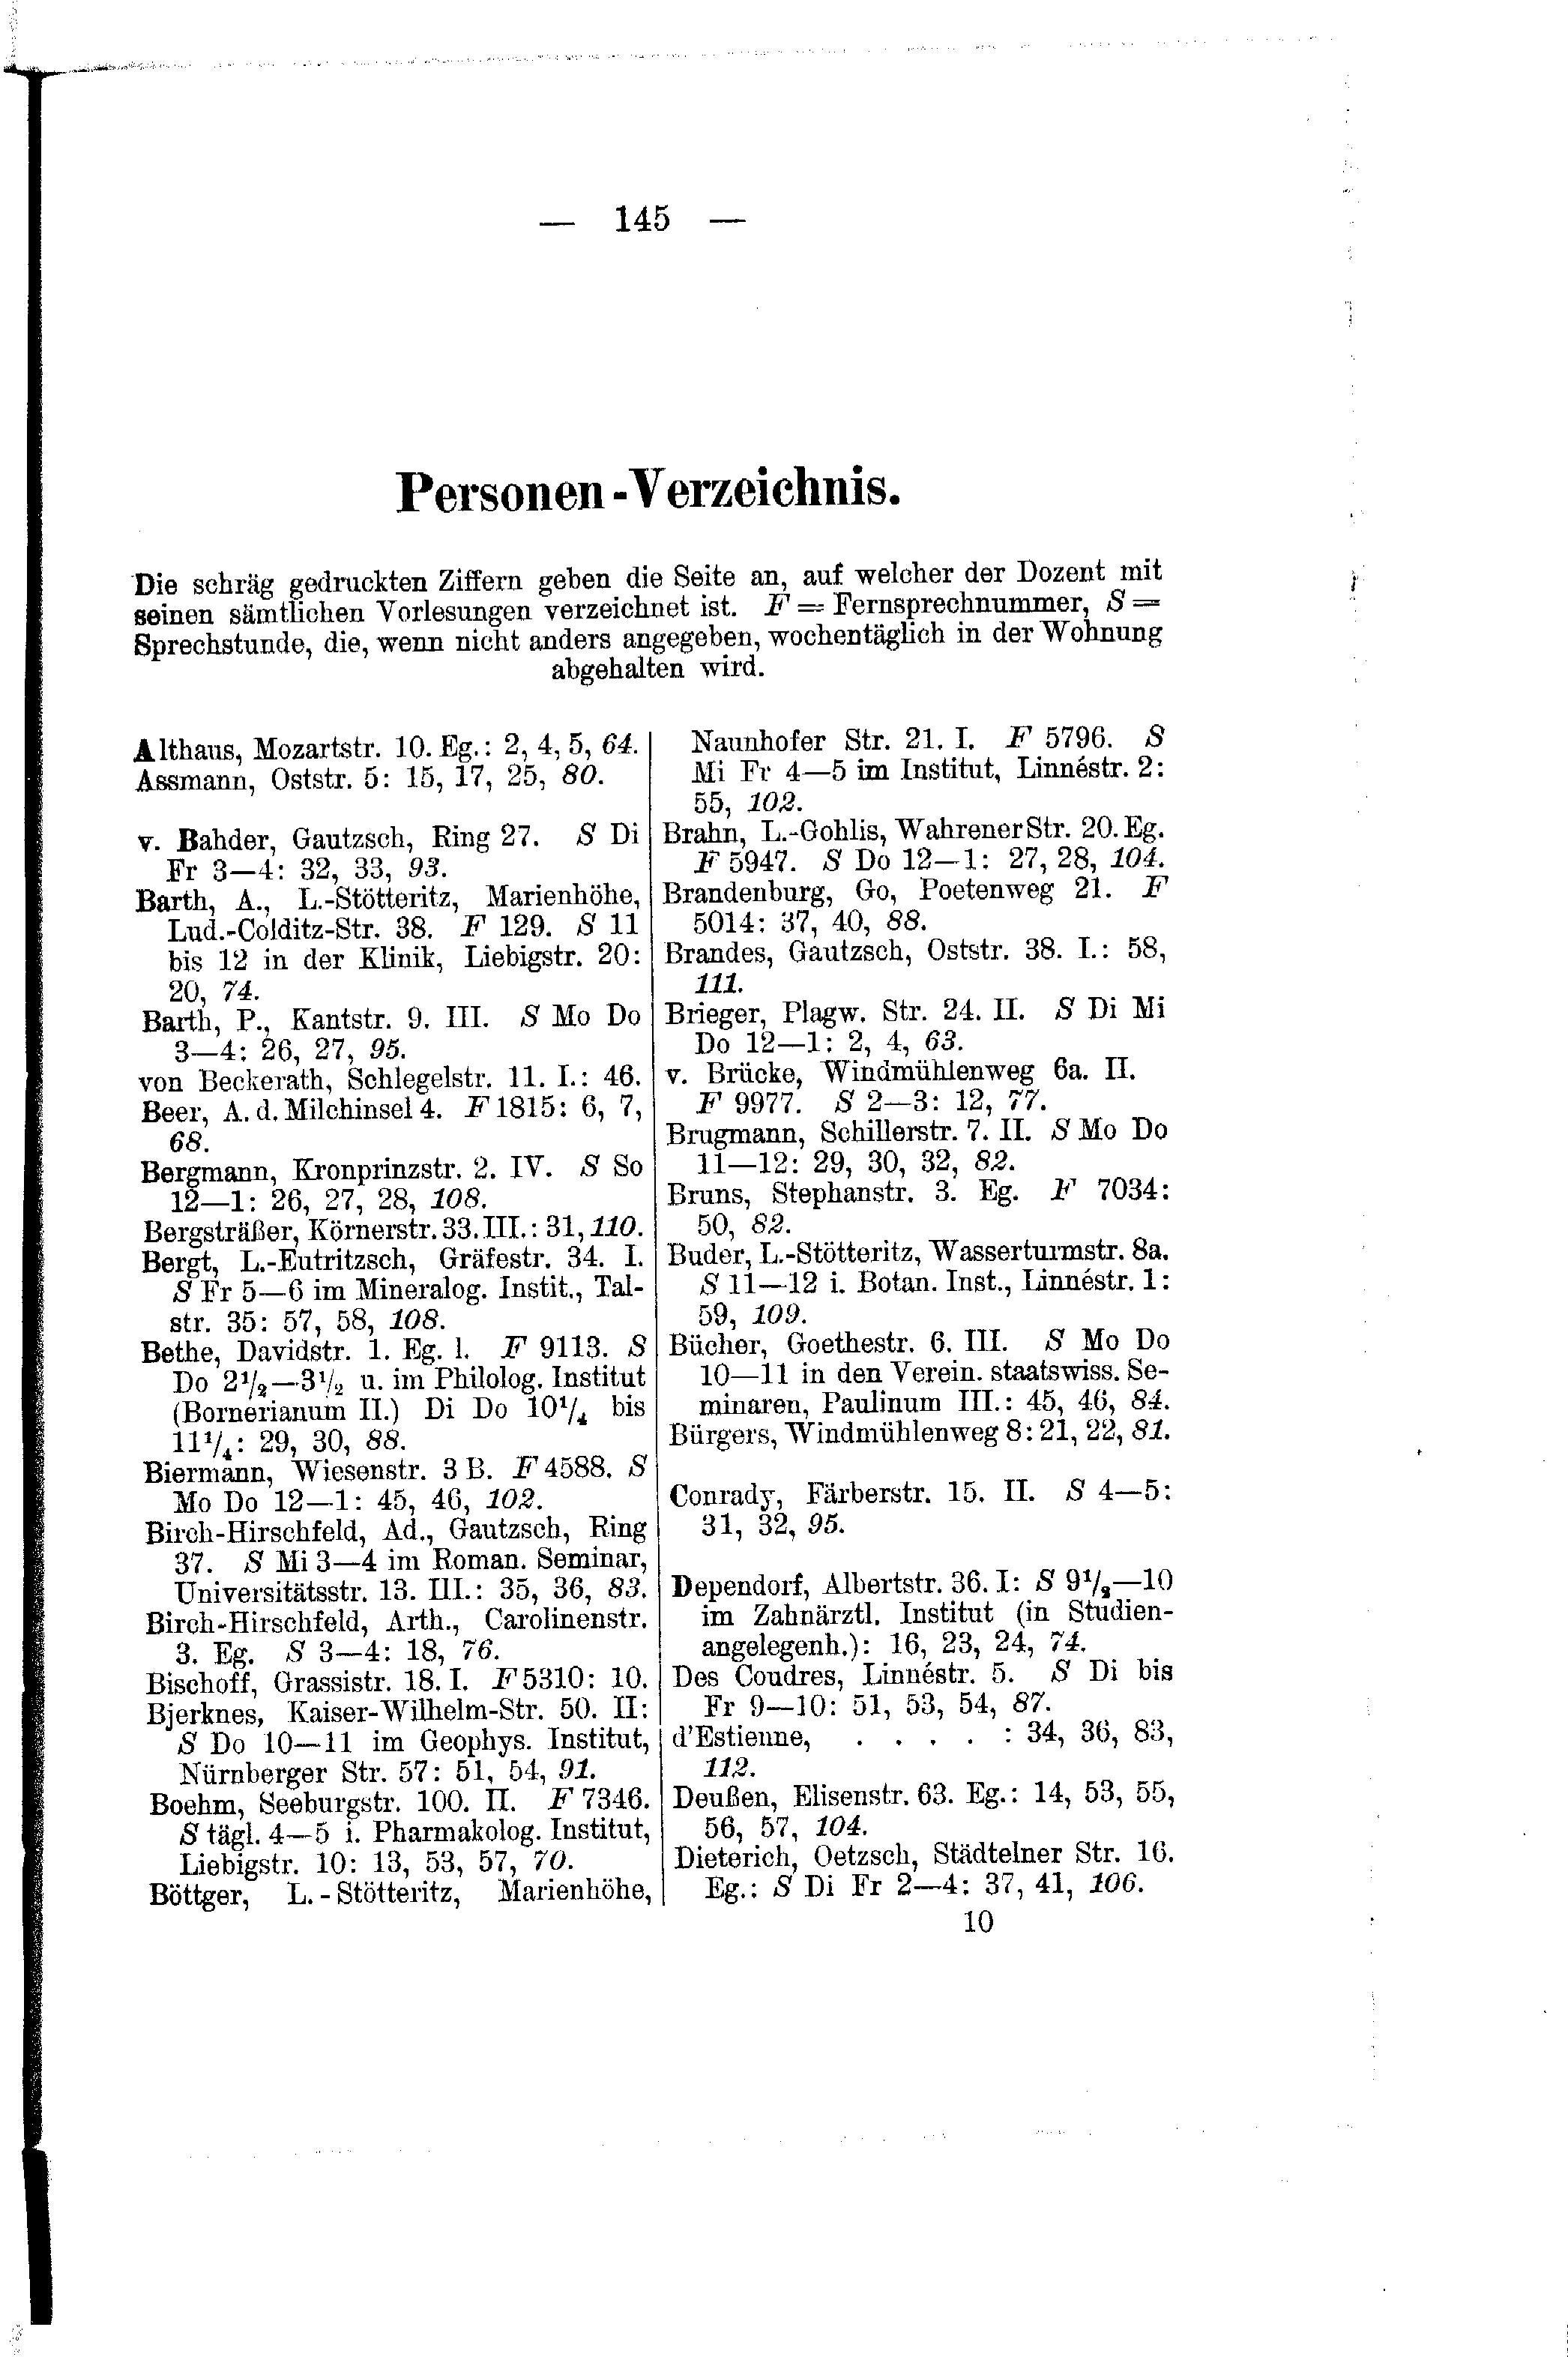 — 145 —
Personen-Verzeichnis.
Die schräg gedruckten Ziffern geben die Seite an, auf welcher der Dozent mit
seinen sämtlichen Vorlesungen verzeichnet ist. F = Fernsprechnummer, S =
Sprechstunde, die, wenn nicht anders angegeben, wochentäglich in der Wohnung
abgehalten wird.
Althaus, Mozartstr. 10. Eg.: 2, 4, 5, 64.
Assmann, Oststr. 5: 15, 17, 25, 80.
v. Bahder, Gautzsch, Ring 27. S Di
Fr 3—4: 32, 33, 93.
Barth, A., L.-Stötteritz, Marienhöhe,
Lud.-Colditz-Str. 38. F 129. S 11
bis 12 in der Klinik, Liebigstr. 20:
20, 74.
Barth, P., Kantstr. 9. III. S Mo Do
3—4: 26, 27, 95.
von Beckerath, Schlegelstr. 11. I.: 46.
Beer, A. d. Milchinsel 4. F 1815: 6, 7,
68.
Bergmann, Kronprinzstr. 2. IV. S So
12—1: 26, 27, 28, 108.
Bergsträßer, Körnerstr. 33. III.: 31, 110.
Bergt, L.-Eutritzsch, Gräfestr. 34. I.
S Fr 5—6 im Mineralog. Instit., Tal-
str. 35: 57, 58, 108.
Bethe, Davidstr. 1. Eg. l. F 9113. S
Do 2¹/₂—3¹/₂ u. im Philolog. Institut
(Bornerianum II.) Di Do 10¹/₄ bis
11¹/₄: 29, 30, 88.
Biermann, Wiesenstr. 3 B. F 4588. S
Mo Do 12—1: 45, 46, 102.
Birch-Hirschfeld, Ad., Gautzsch, Ring
37. S Mi 3—4 im Roman. Seminar,
Universitätsstr. 13. III.: 35, 36, 83.
Birch-Hirschfeld, Arth., Carolinenstr.
3. Eg. S 3—4: 18, 76.
Bischoff, Grassistr. 18. I. F 5310: 10.
Bjerknes, Kaiser-Wilhelm-Str. 50. II:
S Do 10—11 im Geophys. Institut,
Nürnberger Str. 57: 51, 54, 91.
Boehm, Seeburgstr. 100. II. F 7346.
S tägl. 4—5 i. Pharmakolog. Institut,
Liebigstr. 10: 13, 53, 57, 70.
Böttger, L.-Stötteritz, Marienhöhe,
Naunhofer Str. 21. I. F 5796. S
Mi Fr 4—5 im Institut, Linnéstr. 2:
55, 102.
Brahn, L.-Gohlis, Wahrener Str. 20. Eg.
F 5947. S Do 12—1: 27, 28, 104.
Brandenburg, Go, Poetenweg 21. F
5014: 37, 40, 88.
Brandes, Gautzsch, Oststr. 38. I.: 58,
111.
Brieger, Plagw. Str. 24. II. S Di Mi
Do 12—1: 2, 4, 63.
v. Brücke, Windmühlenweg 6a. II.
F 9977. S 2—3: 12, 77.
Brugmann, Schillerstr. 7. II. S Mo Do
11—12: 29, 30, 32, 82.
Bruns, Stephanstr. 3. Eg. F 7034:
50, 82.
Buder, L.-Stötteritz, Wasserturmstr. 8a.
S 11—12 i. Botan. Inst., Linnéstr. 1:
59, 109.
Bücher, Goethestr. 6. III. S Mo Do
10—11 in den Verein. staatswiss. Se-
minaren, Paulinum III.: 45, 46, 84.
Bürgers, Windmühlenweg 8: 21, 22, 81.
Conrady, Färberstr. 15. II. S 4—5:
31, 32, 95.
Dependorf, Albertstr. 36. I: S 9¹/₂—10
im Zahnärztl. Institut (in Studien-
angelegenh.): 16, 23, 24, 74.
Des Coudres, Linnéstr. 5. S Di bis
Fr 9—10: 51, 53, 54, 87.
d'Estienne, . . . . : 34, 36, 83,
112.
Deußen, Elisenstr. 63. Eg.: 14, 53, 55,
56, 57, 104.
Dieterich, Oetzsch, Städtelner Str. 16.
Eg.: S Di Fr 2—4: 37, 41, 106.
10